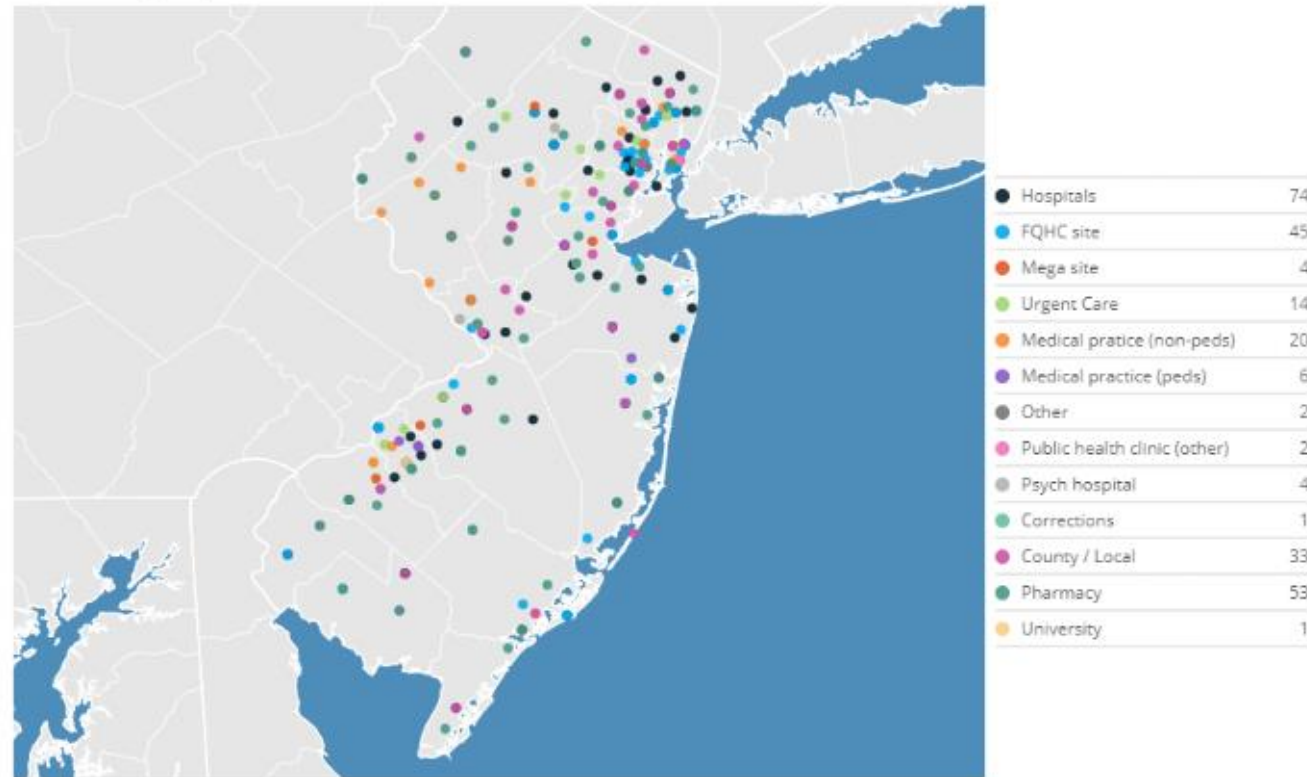 Hospitals 74
FQHC site 45
Mega site 4
Urgent Care 14
Medical pratice (non-peds) 20
Medical practice (peds) 6
Other 2
Public health clinic (other) 2
Psych hospital 4
Corrections 1
County / Local 33
Pharmacy 53
University 1